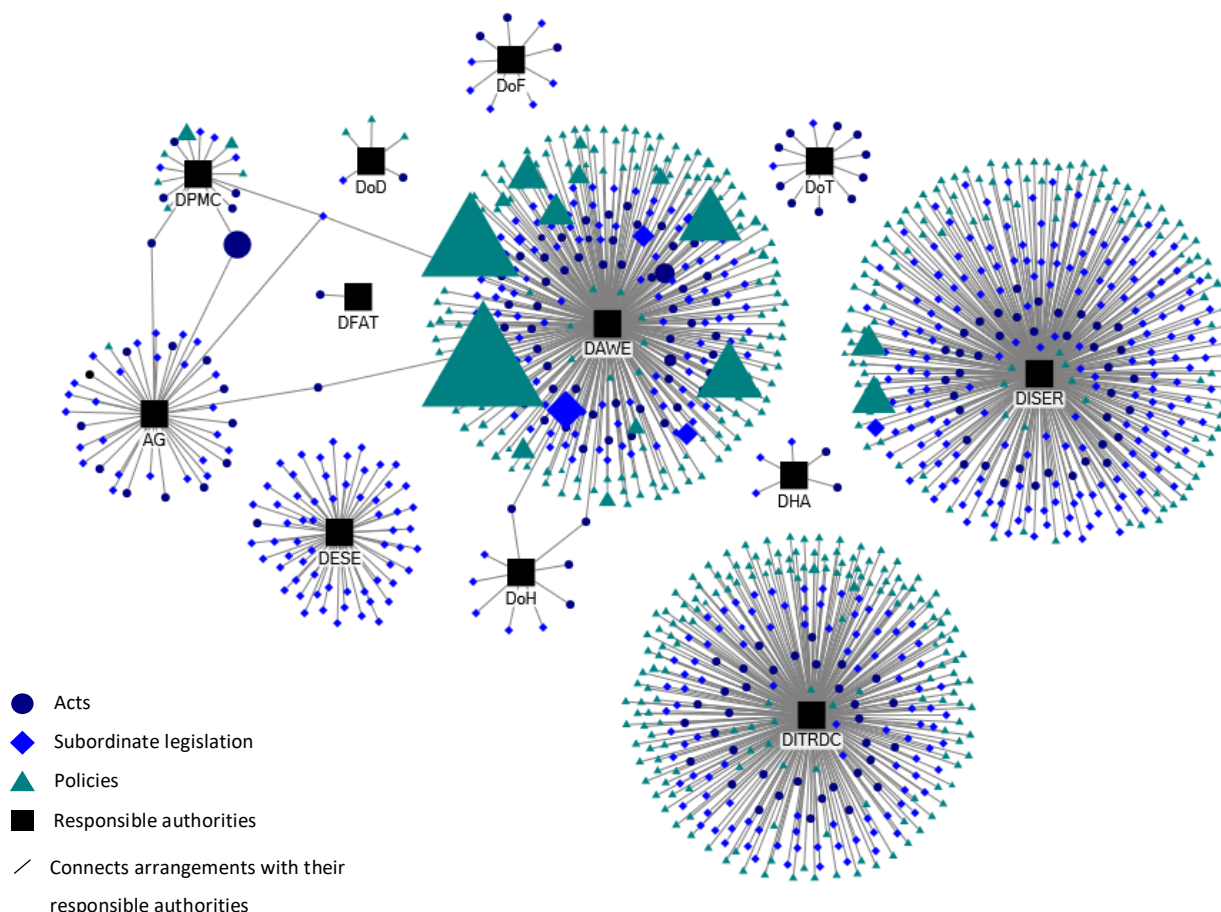 DoF
DPMC
DoD
DoT
DFAT
DAWE
DISER
AG
DHA
DESE
DoH
DITRDC
Acts
Subordinate legislation
Policies
Responsible authorities
Connects arrangements with their
responsible authorities